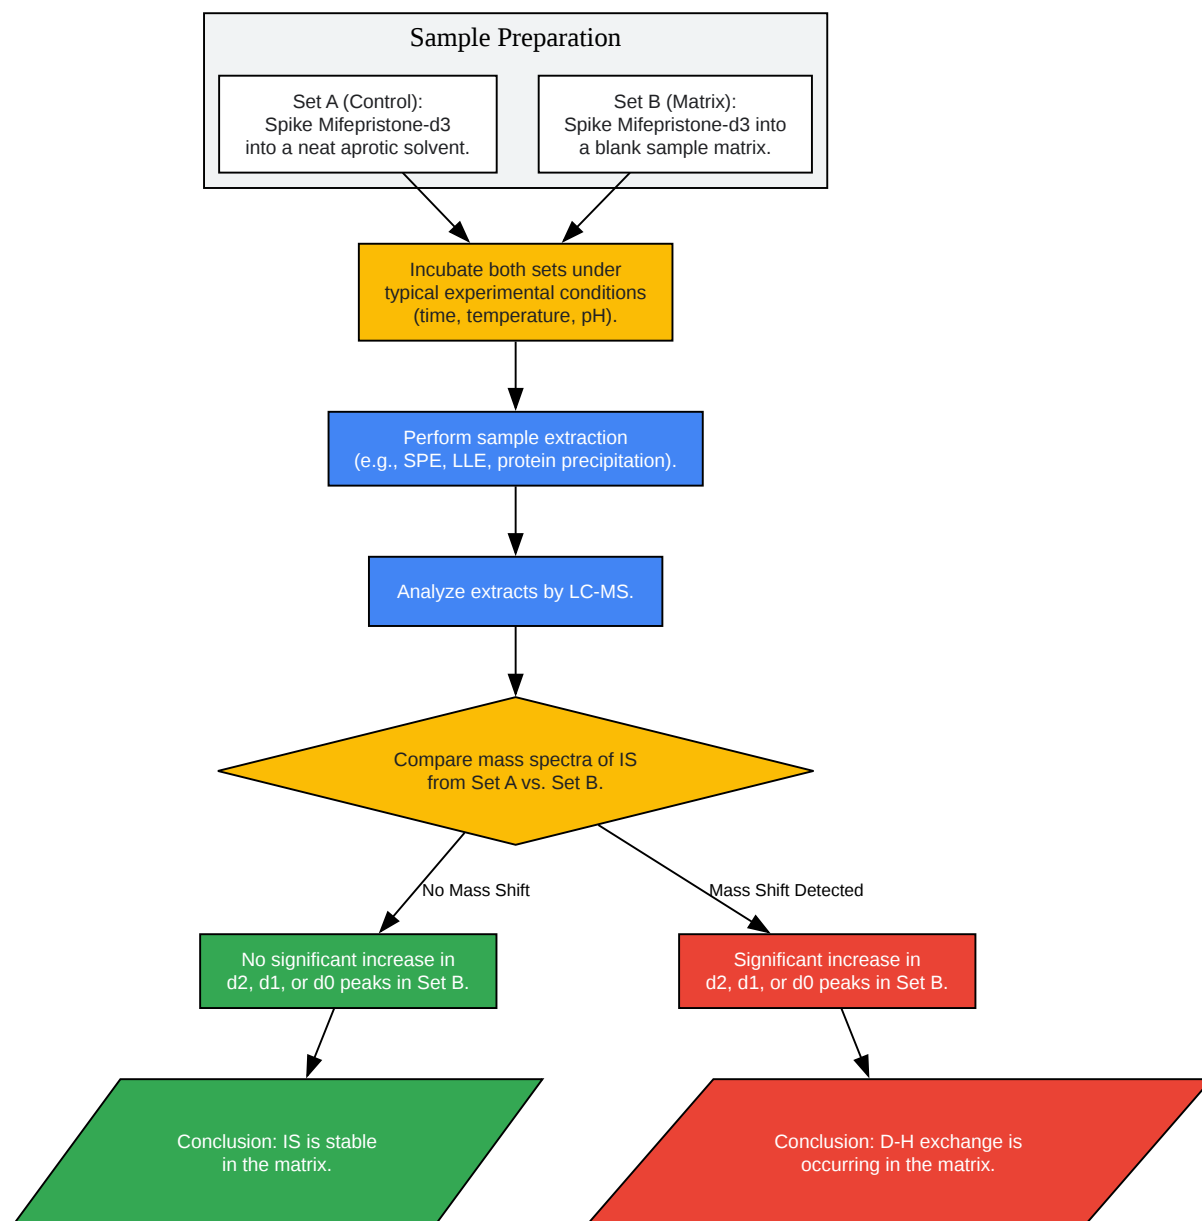 Sample Preparation
Set A (Control):
Spike Mifepristone-d3
into a neat aprotic solvent.
Set B (Matrix):
Spike Mifepristone-d3 into
a blank sample matrix.
Incubate both sets under
typical experimental conditions
(time, temperature, pH).
Perform sample extraction
(e.g., SPE, LLE, protein precipitation).
Analyze extracts by LC-MS.
Compare mass spectra of IS
from Set A vs. Set B.
No Mass Shift
Mass Shift Detected
No significant increase in
d2, d1, or d0 peaks in Set B.
Significant increase in
d2, d1, or d0 peaks in Set B.
Conclusion: IS is stable
in the matrix.
Conclusion: D-H exchange is
occurring in the matrix.